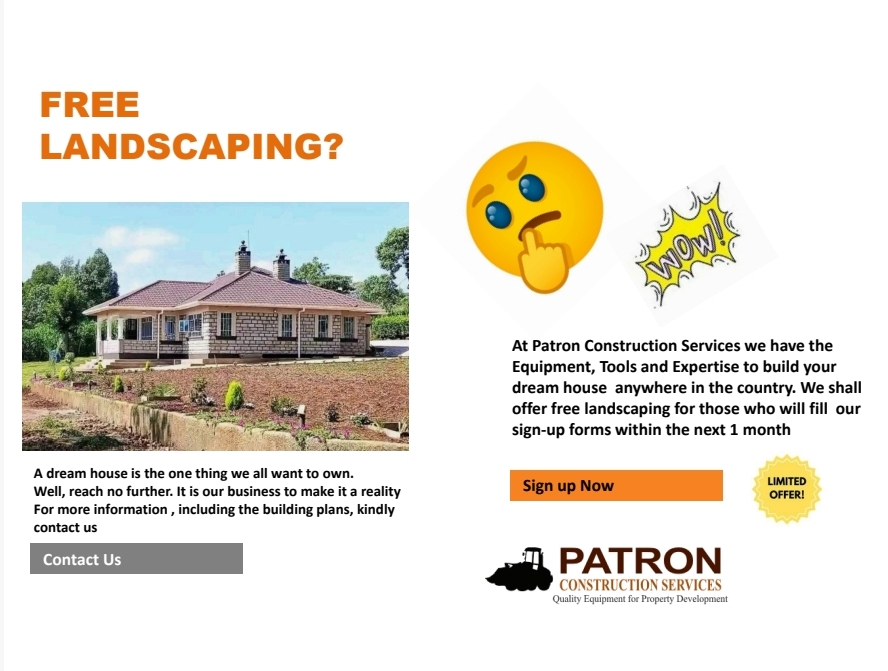 FREE
LANDSCAPING?
A dream house is the one thing we all want to own.
Well, reach no further. It is our business to make it a reality
For more information , including the building plans, kindly
contact us
Contact Us
WOW!
At Patron Construction Services we have the
Equipment, Tools and Expertise to build your
dream house  anywhere in the country. We shall
offer free landscaping for those who will fill  our
sign-up forms within the next 1 month
Sign up Now
LIMITED
OFFER!
PATRON
CONSTRUCTION SERVICES
Quality Equipment for Property Development